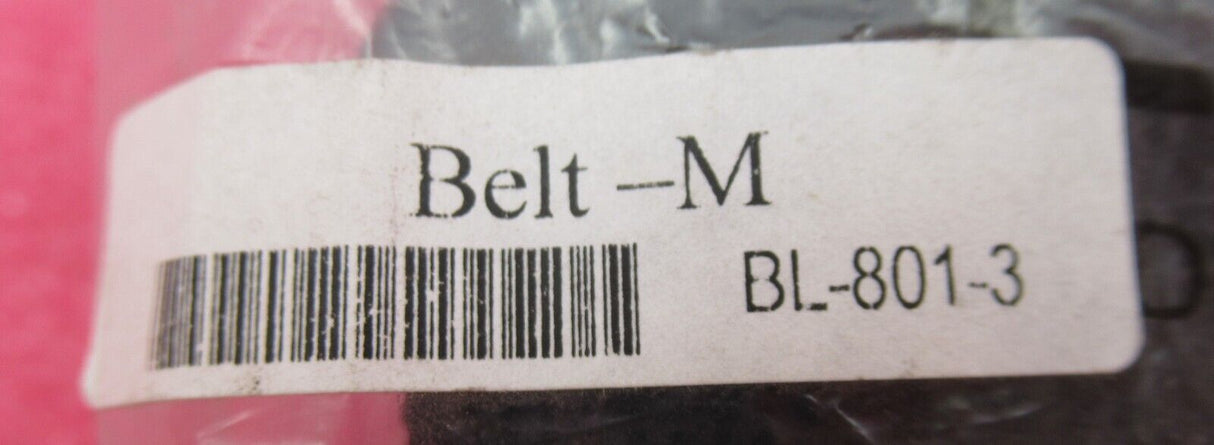 Belt –M
BL-801-3